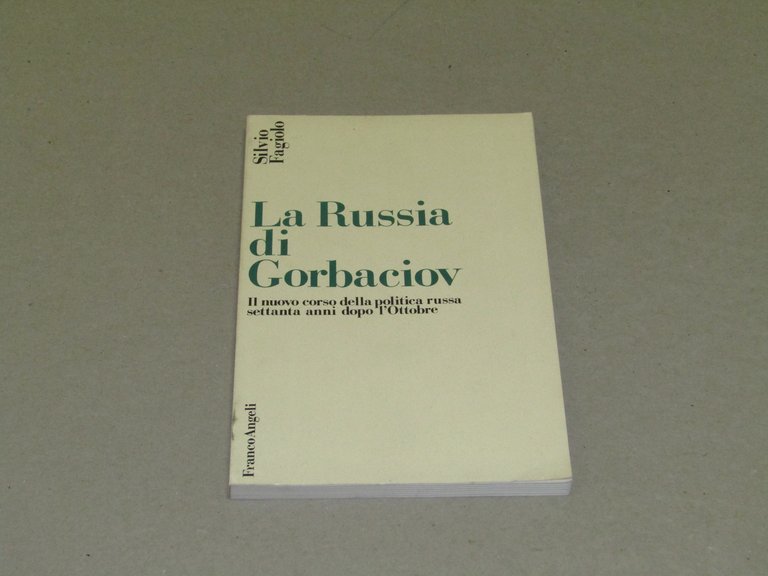 Silvio
Fagiolo
La Russia
di
Gorbaciov
Il nuovo corso della politica russa
settanta anni dopo l'Ottobre
FrancoAngeli